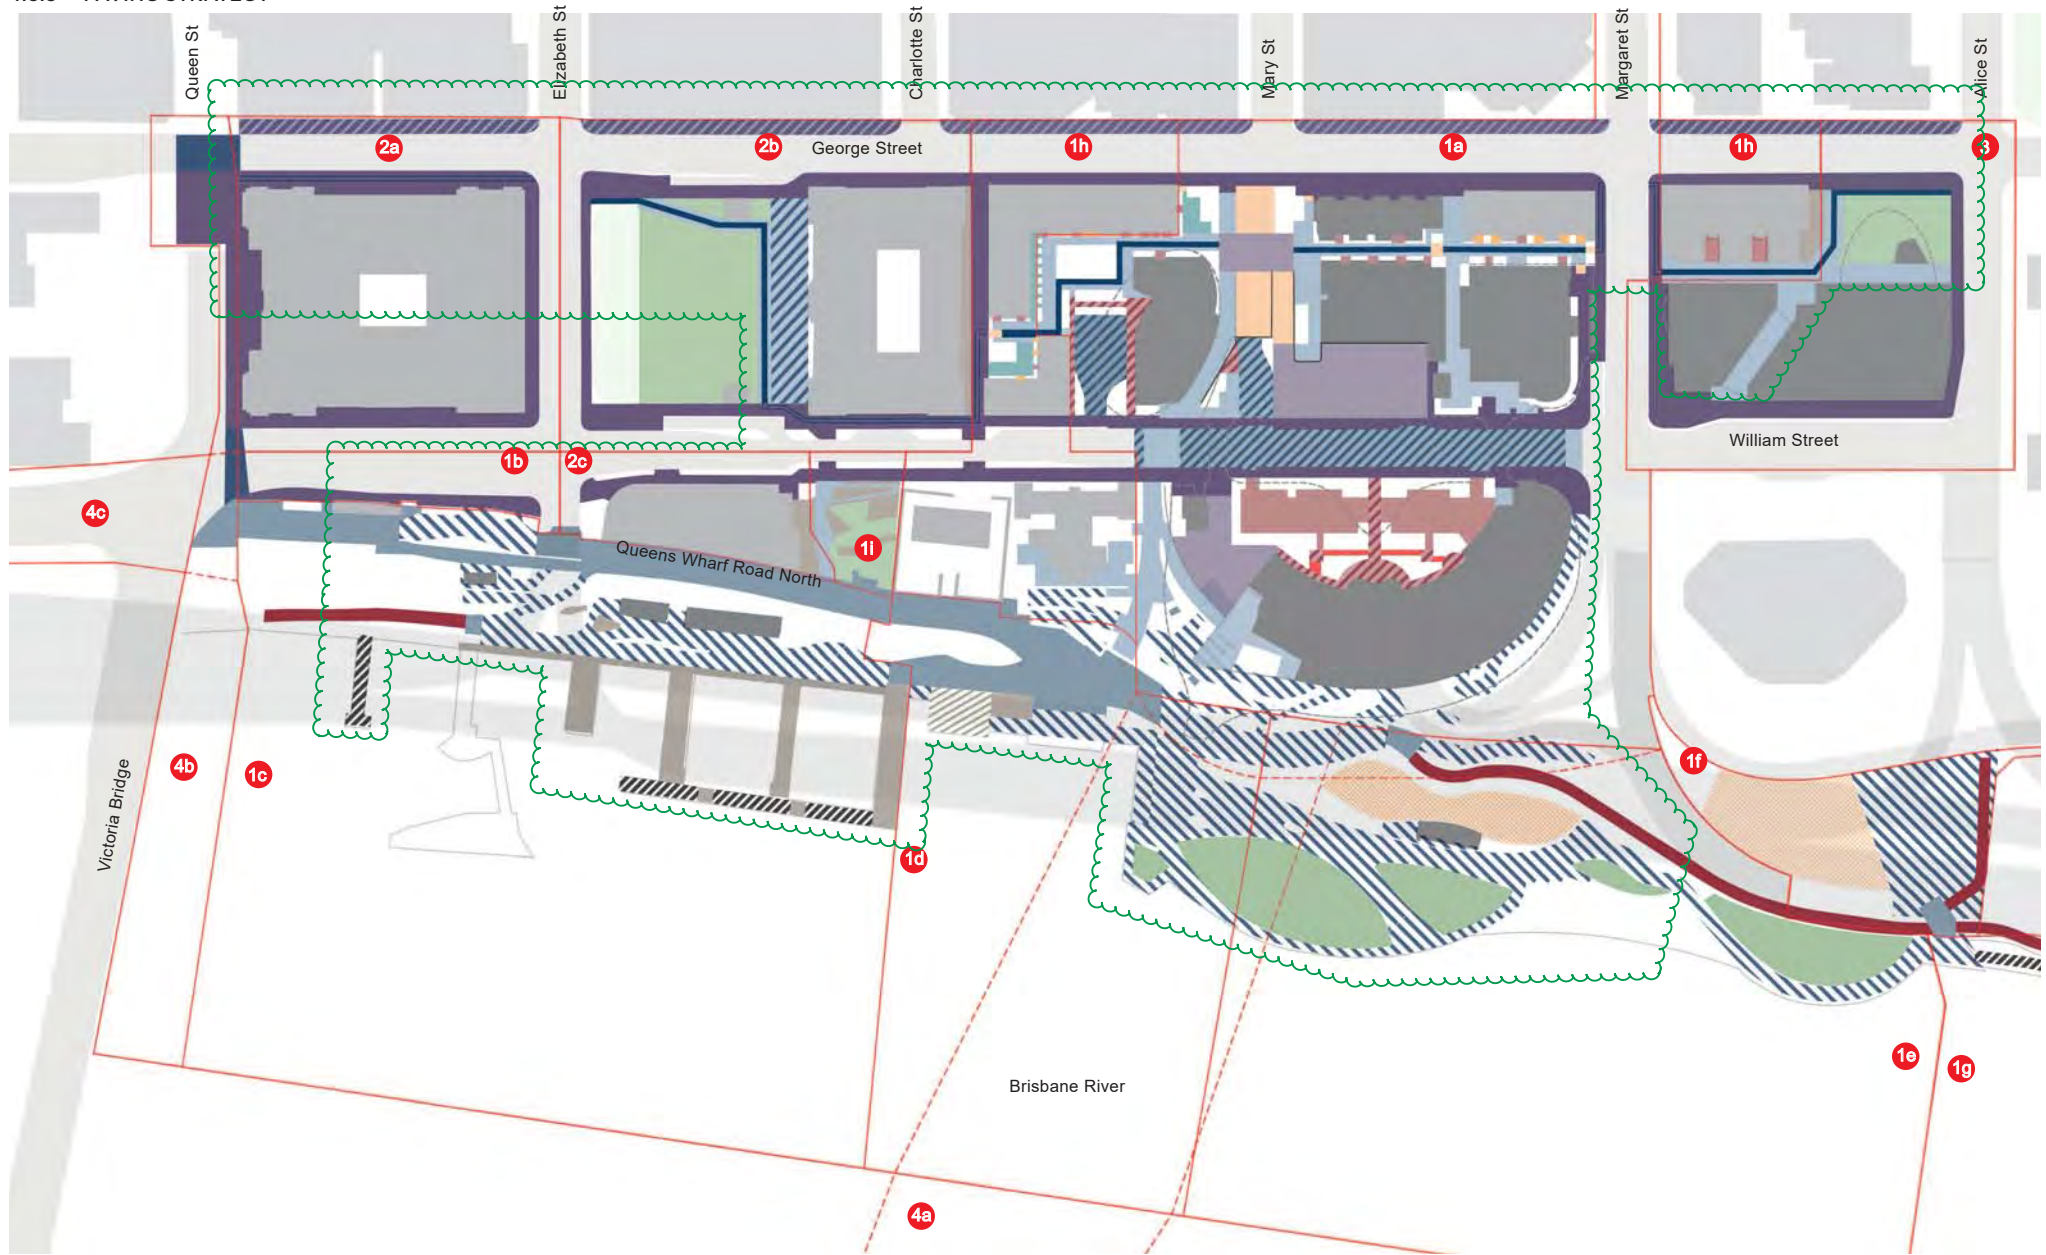 Queen St
Elizabeth St
Charlotte St
Mary St
Margaret St
Alice St
2a
2b
George Street
1h
1a
1h
3
William Street
1b
2c
4c
1i
Queens Wharf Road North
4b
1c
1f
Victoria Bridge
1d
1e
1g
Brisbane River
4a